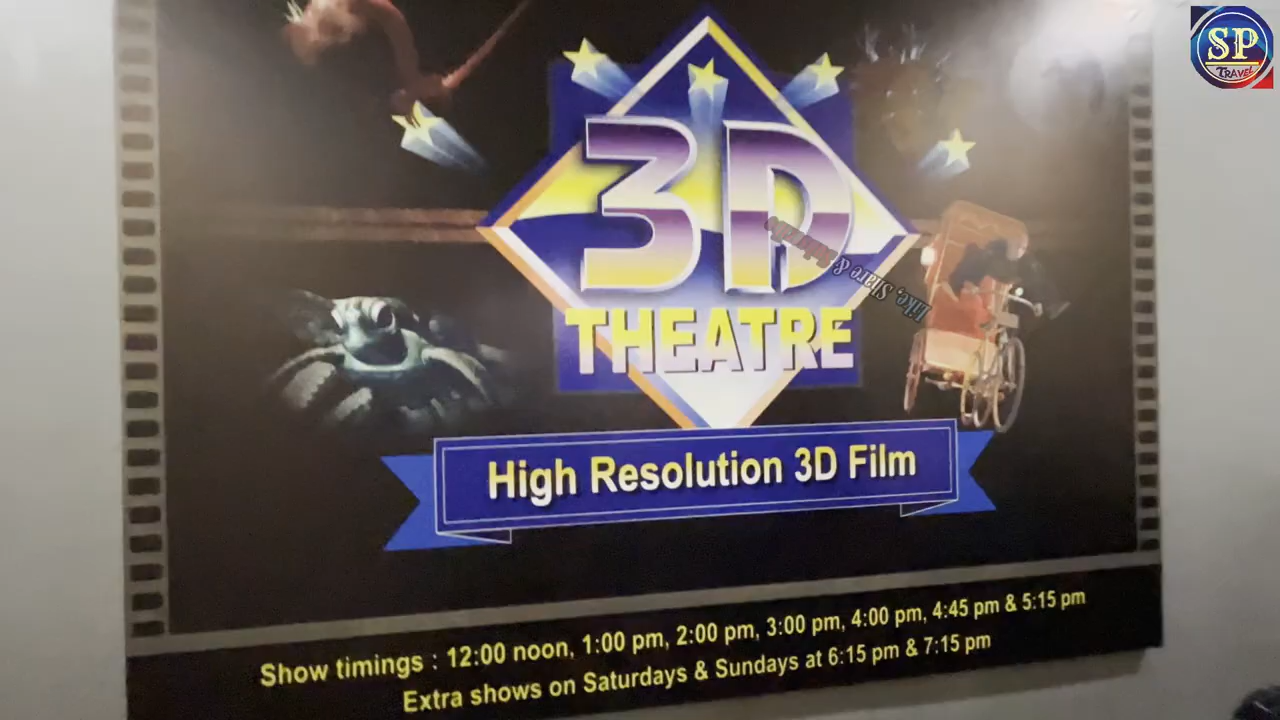 SP
TRAVEL
3D
THEATRE
Like, Share & Subscribe
High Resolution 3D Film
Show timings : 12:00 noon, 1:00 pm, 2:00 pm, 3:00 pm, 4:00 pm, 4:45 pm & 5:15 pm
Extra shows on Saturdays & Sundays at 6:15 pm & 7:15 pm